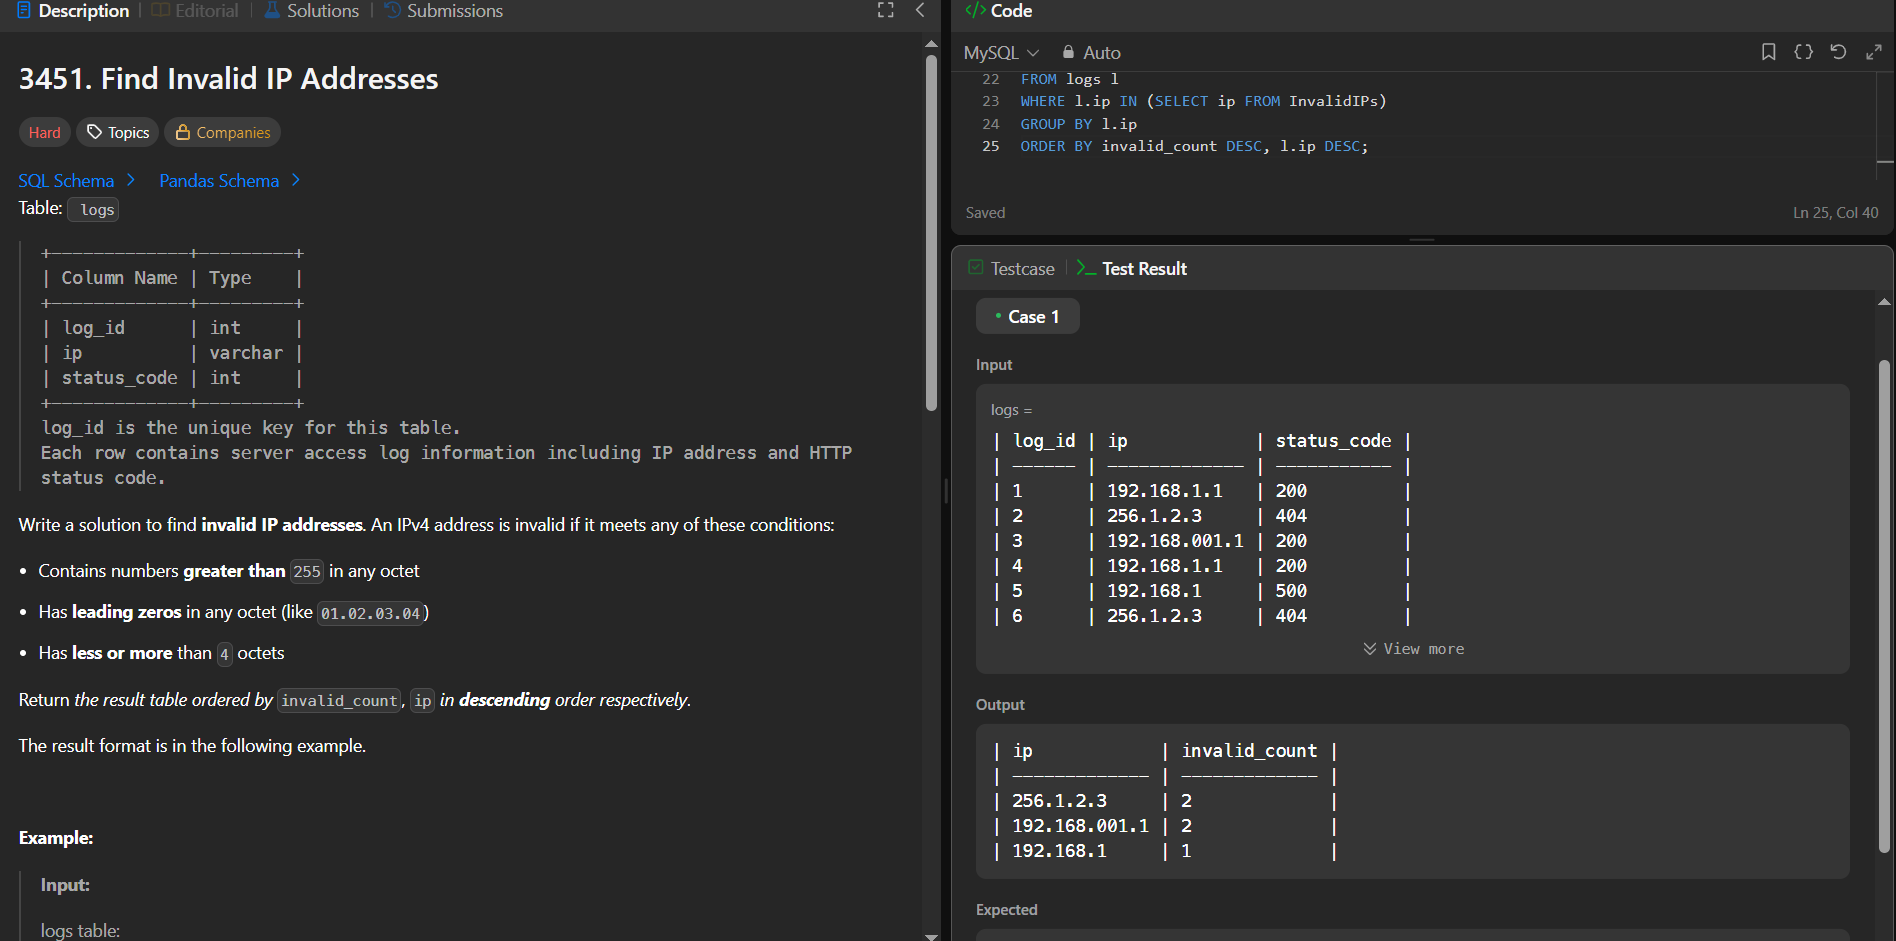 Description | Editorial | Solutions | Submissions
3451. Find Invalid IP Addresses
Hard Topics Companies
SQL Schema > Pandas Schema >
Table: logs
+-------------+---------+
| Column Name | Type    |
+-------------+---------+
| log_id      | int     |
| ip          | varchar |
| status_code | int     |
+-------------+---------+
log_id is the unique key for this table.
Each row contains server access log information including IP address and HTTP
status code.
Write a solution to find invalid IP addresses. An IPv4 address is invalid if it meets any of these conditions:
• Contains numbers greater than 255 in any octet
• Has leading zeros in any octet (like 01.02.03.04)
• Has less or more than 4 octets
Return the result table ordered by invalid_count, ip in descending order respectively.
The result format is in the following example.
Example:
Input:
logs table:
</> Code
MySQL Auto
22 FROM logs l
23 WHERE l.ip IN (SELECT ip FROM InvalidIPs)
24 GROUP BY l.ip
25 ORDER BY invalid_count DESC, l.ip DESC;
Saved Ln 25, Col 40
Testcase | >_ Test Result
• Case 1
Input
logs =
| log_id | ip            | status_code |
| ------ | ------------- | ----------- |
| 1      | 192.168.1.1   | 200         |
| 2      | 256.1.2.3     | 404         |
| 3      | 192.168.001.1 | 200         |
| 4      | 192.168.1.1   | 200         |
| 5      | 192.168.1     | 500         |
| 6      | 256.1.2.3     | 404         |
View more
Output
| ip            | invalid_count |
| ------------- | ------------- |
| 256.1.2.3     | 2             |
| 192.168.001.1 | 2             |
| 192.168.1     | 1             |
Expected